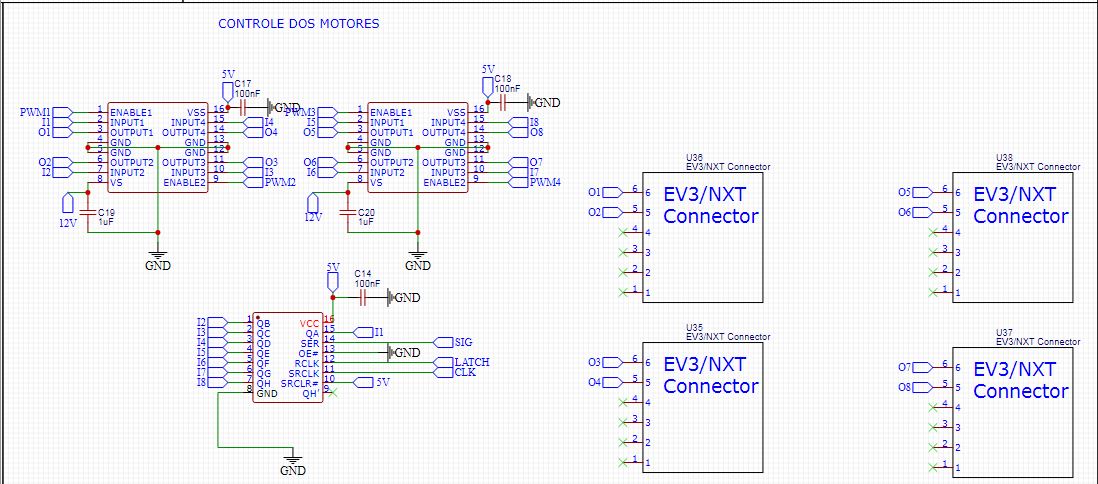 CONTROLE DOS MOTORES
5V
C17
100nF
GND
PWM1
I1
O1
O2
I2
1
2
3
4
5
6
7
8
ENABLE1
INPUT1
OUTPUT1
GND
GND
OUTPUT2
INPUT2
VS
VSS
INPUT4
OUTPUT4
GND
GND
OUTPUT3
INPUT3
ENABLE2
16
15
14
13
12
11
10
9
I4
O4
O3
I3
PWM2
12V
C19
1uF
GND
5V
C18
100nF
GND
PWM3
I5
O5
O6
I6
1
2
3
4
5
6
7
8
ENABLE1
INPUT1
OUTPUT1
GND
GND
OUTPUT2
INPUT2
VS
VSS
INPUT4
OUTPUT4
GND
GND
OUTPUT3
INPUT3
ENABLE2
16
15
14
13
12
11
10
9
I8
O8
O7
I7
PWM4
12V
C20
1uF
GND
5V
C14
100nF
GND
I2
I3
I4
I5
I6
I7
I8
1
2
3
4
5
6
7
8
QB
QC
QD
QE
QF
QG
QH
GND
VCC
QA
SER
OE#
RCLK
SRCLK
SRCLR#
QH'
16
15
14
13
12
11
10
9
I1
SIG
GND
LATCH
CLK
5V
GND
U36
EV3/NXT Connector
EV3/NXT
Connector
O1
O2
6 6
5 5
4 4
3 3
2 2
1 1
U38
EV3/NXT Connector
EV3/NXT
Connector
O5
O6
6 6
5 5
4 4
3 3
2 2
1 1
U35
EV3/NXT Connector
EV3/NXT
Connector
O3
O4
6 6
5 5
4 4
3 3
2 2
1 1
U37
EV3/NXT Connector
EV3/NXT
Connector
O7
O8
6 6
5 5
4 4
3 3
2 2
1 1